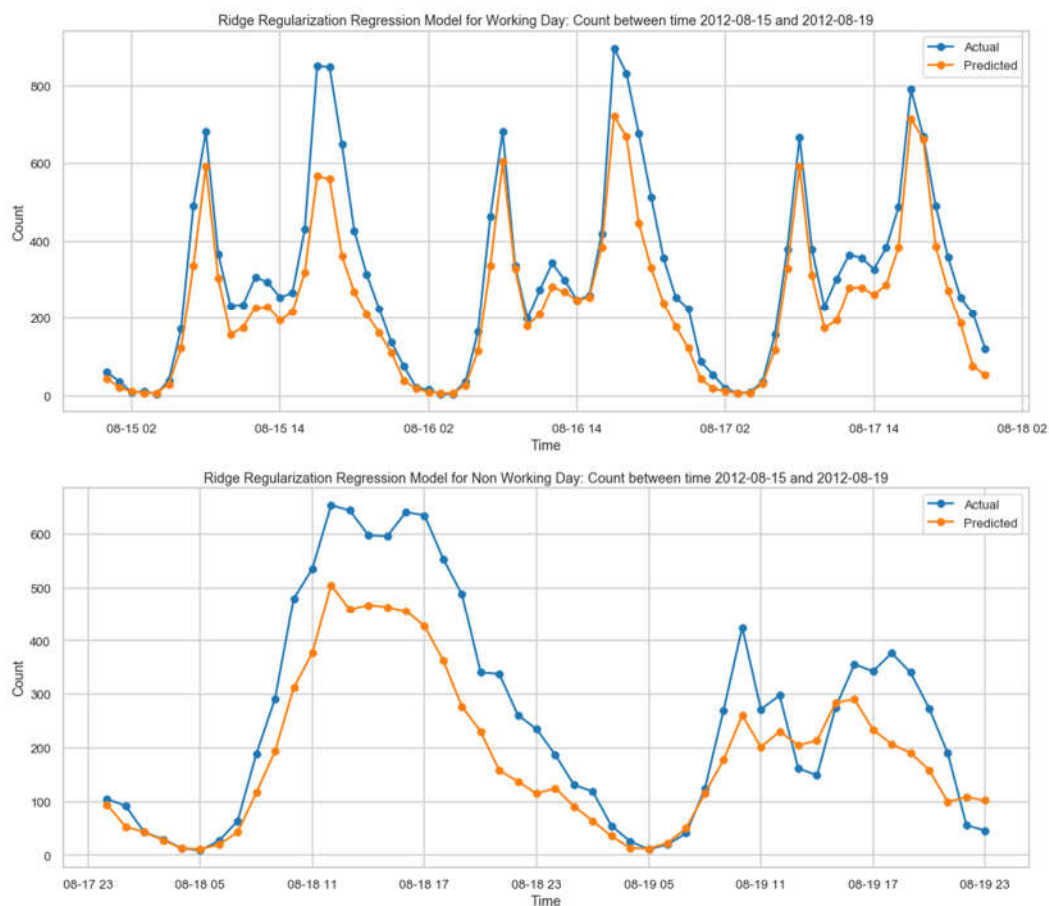 Ridge Regularization Regression Model for Working Day: Count between time 2012-08-15 and 2012-08-19
Actual
Predicted
800
600
400
200
0
Count
08-15 02
08-15 14
08-16 02
08-16 14
08-17 02
08-17 14
08-18 02
Time
Ridge Regularization Regression Model for Non Working Day: Count between time 2012-08-15 and 2012-08-19
Actual
Predicted
600
500
400
300
200
100
0
Count
08-17 23
08-18 05
08-18 11
08-18 17
08-18 23
08-19 05
08-19 11
08-19 17
08-19 23
Time